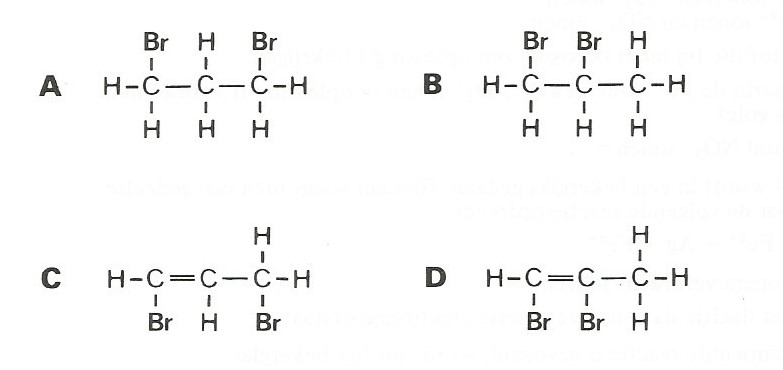 Br H Br Br Br H
A H-C—C—C-H B H-C—C—C-H
H H H H H H
H H
C H-C=C—C-H D H-C=C—C-H
Br H Br Br Br H